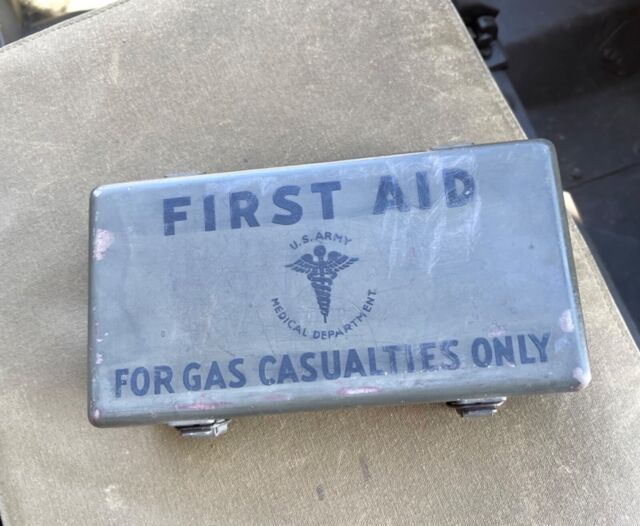 FIRST AID
U.S. ARMY
MEDICAL DEPARTMENT
FOR GAS CASUALTIES ONLY